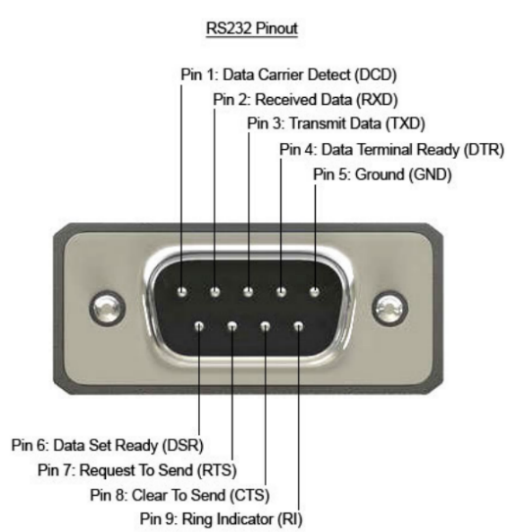 RS232 Pinout
Pin 1: Data Carrier Detect (DCD)
Pin 2: Received Data (RXD)
Pin 3: Transmit Data (TXD)
Pin 4: Data Terminal Ready (DTR)
Pin 5: Ground (GND)
Pin 6: Data Set Ready (DSR)
Pin 7: Request To Send (RTS)
Pin 8: Clear To Send (CTS)
Pin 9: Ring Indicator (RI)